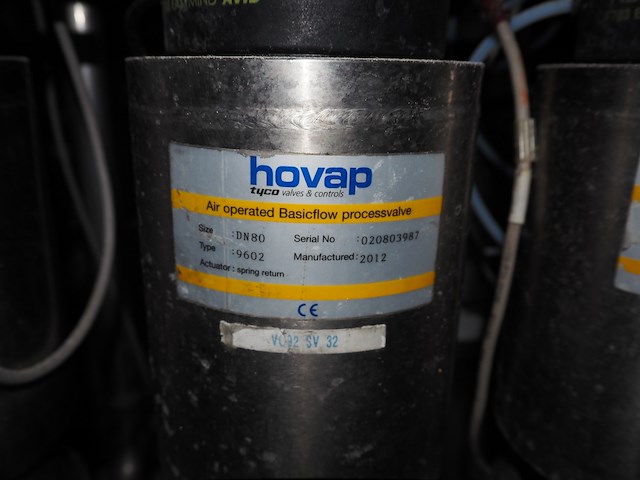 hovap
tyco valves & controls
Air operated Basicflow processvalve
Size : DN80 Serial No : 020803987
Type : 9602 Manufactured : 2012
Actuator : spring return
CE
SV 32